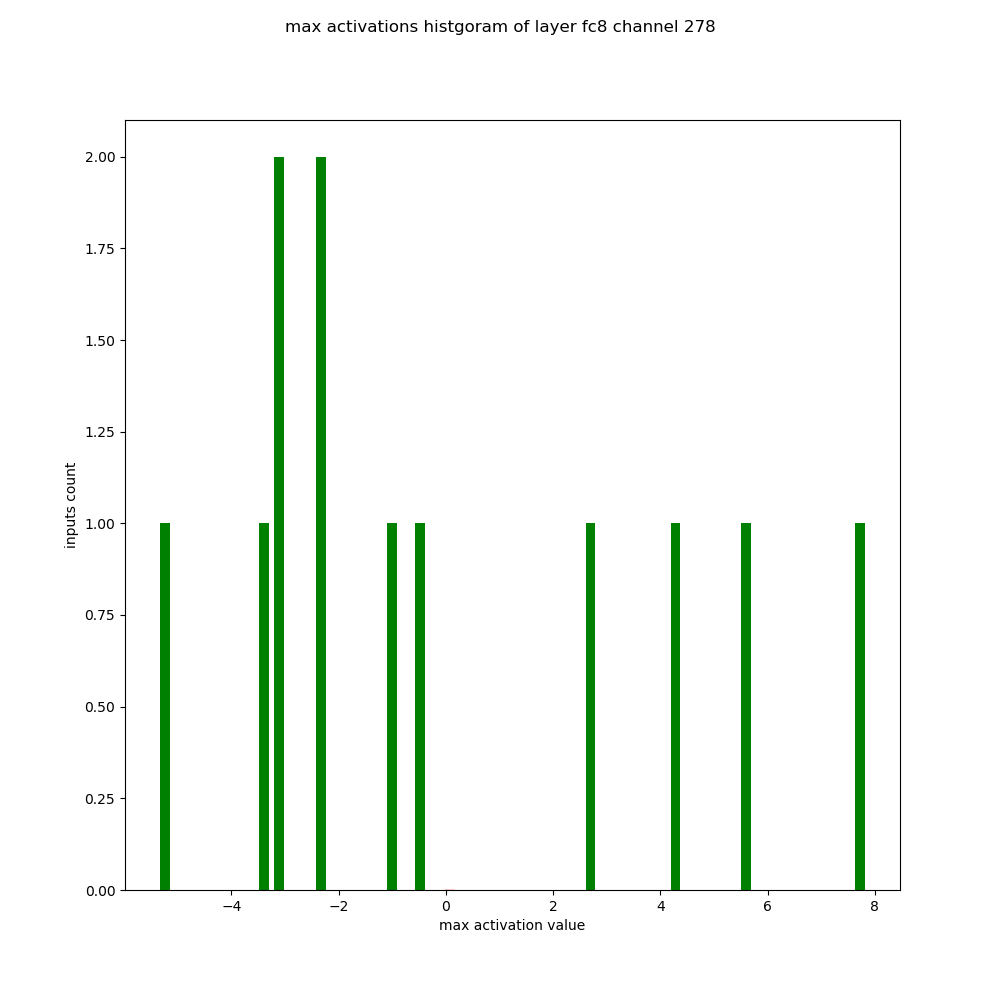 max activations histgoram of layer fc8 channel 278
2.00
1.75
1.50
1.25
1.00
0.75
0.50
0.25
0.00
inputs count
−4 −2 0 2 4 6 8
max activation value